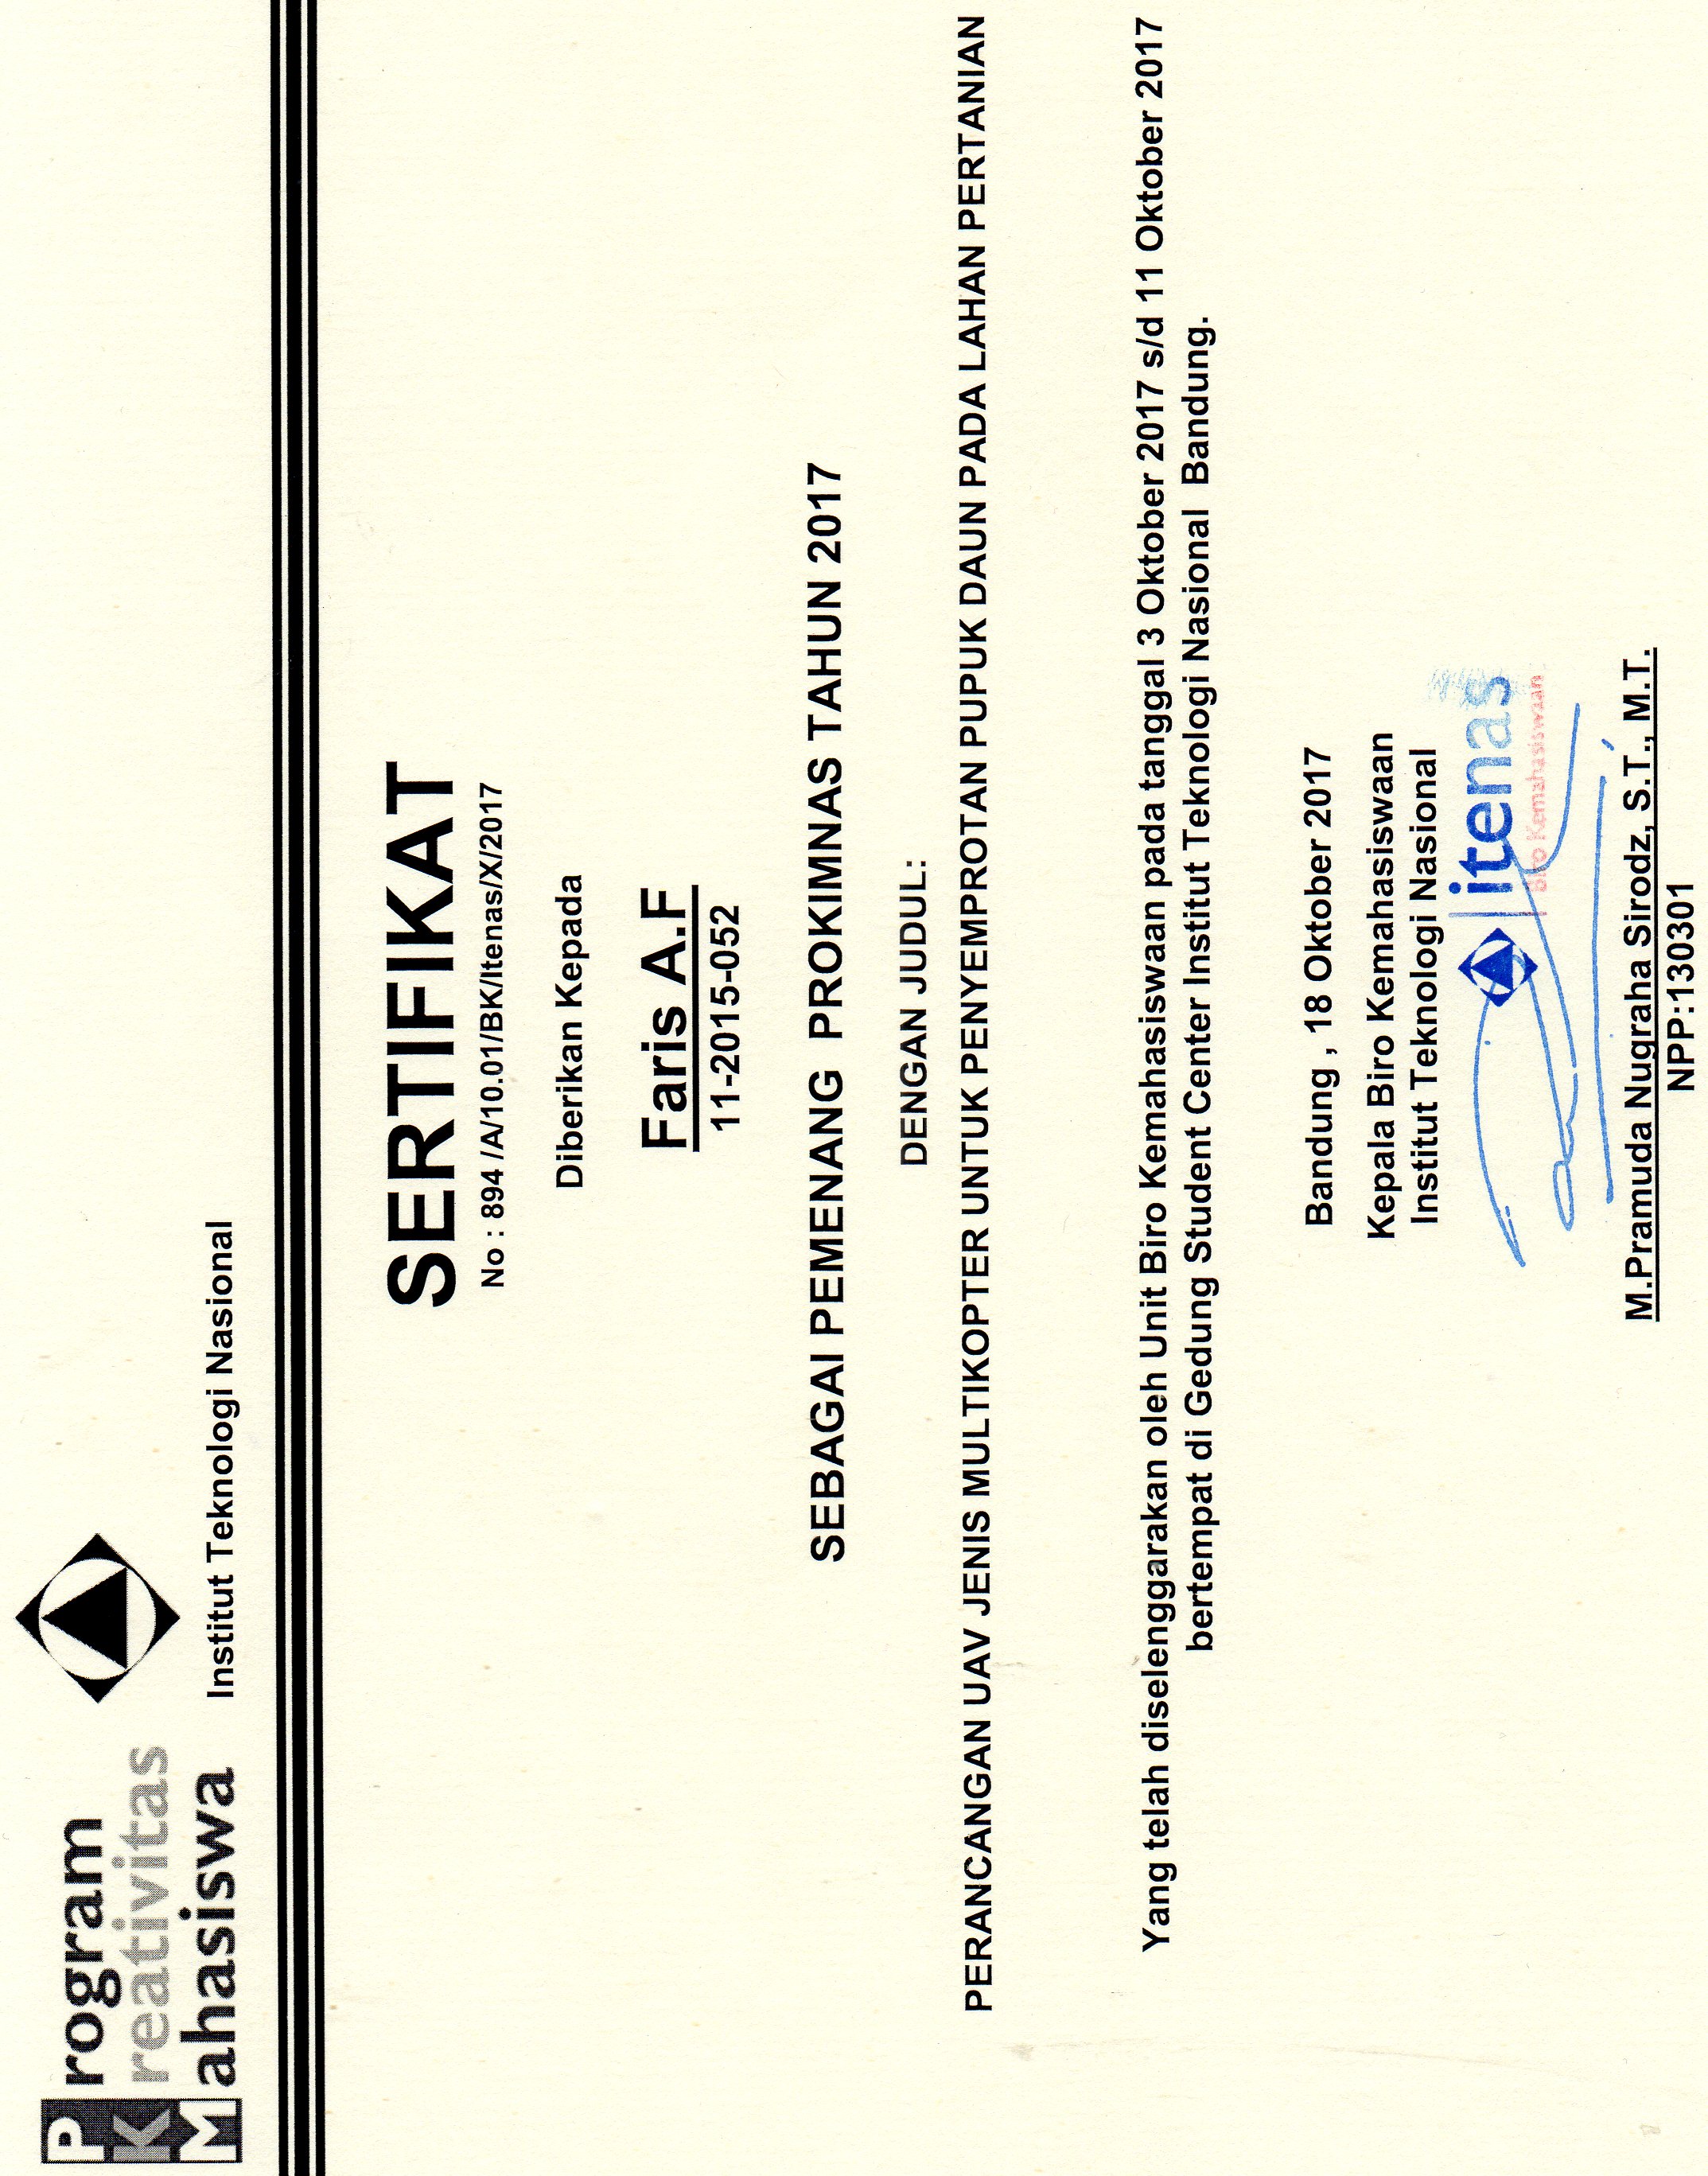 Program
Kreativitas
Mahasiswa
Institut Teknologi Nasional
SERTIFIKAT
No : 894 /A/10.01/BK/Itenas/X/2017
Diberikan Kepada
Faris A.F
11-2015-052
SEBAGAI PEMENANG  PROKIMNAS TAHUN 2017
DENGAN JUDUL:
PERANCANGAN UAV JENIS MULTIKOPTER UNTUK PENYEMPROTAN PUPUK DAUN PADA LAHAN PERTANIAN
Yang telah diselenggarakan oleh Unit Biro Kemahasiswaan pada tanggal 3 Oktober 2017 s/d 11 Oktober 2017
bertempat di Gedung Student Center Institut Teknologi Nasional  Bandung.
Bandung , 18 Oktober 2017
Kepala Biro Kemahasiswaan
Institut Teknologi Nasional
itenas
Biro Kemahasiswaan
M.Pramuda Nugraha Sirodz, S.T., M.T.
NPP:130301